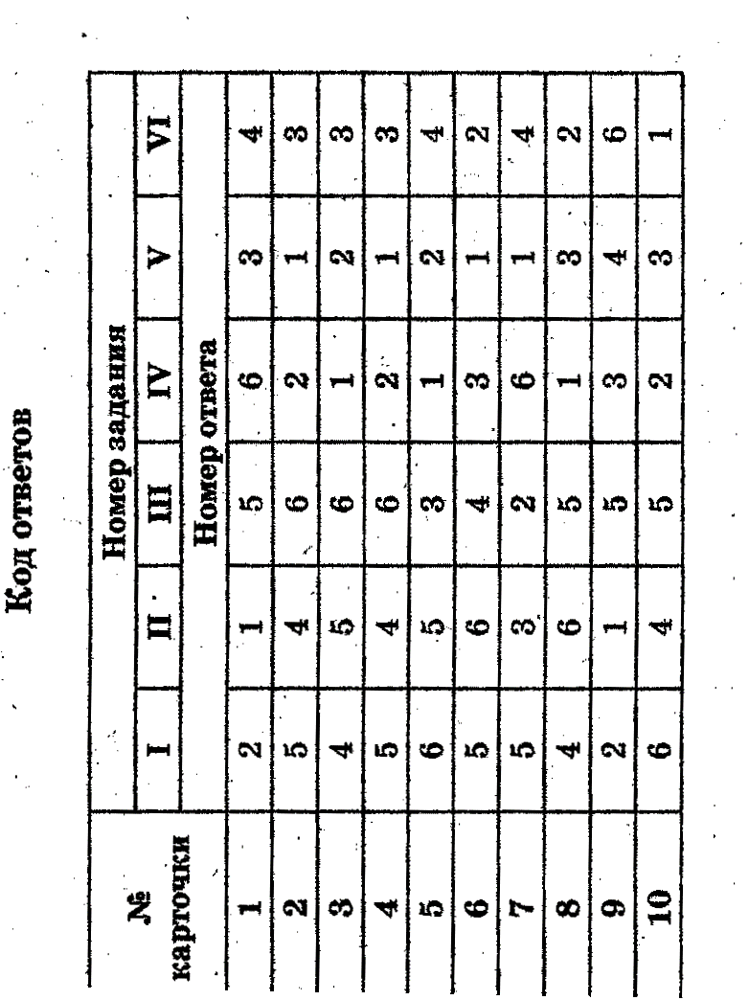 Код ответов
№ карточки Номер задания
I II III IV V VI
Номер ответа
1 2 1 5 6 3 4
2 5 4 6 2 1 3
3 4 5 6 1 2 3
4 5 4 6 2 1 3
5 6 5 3 1 2 4
6 5 6 4 3 1 2
7 5 3 2 6 1 4
8 4 6 5 1 3 2
9 2 1 5 3 4 6
10 6 4 5 2 3 1